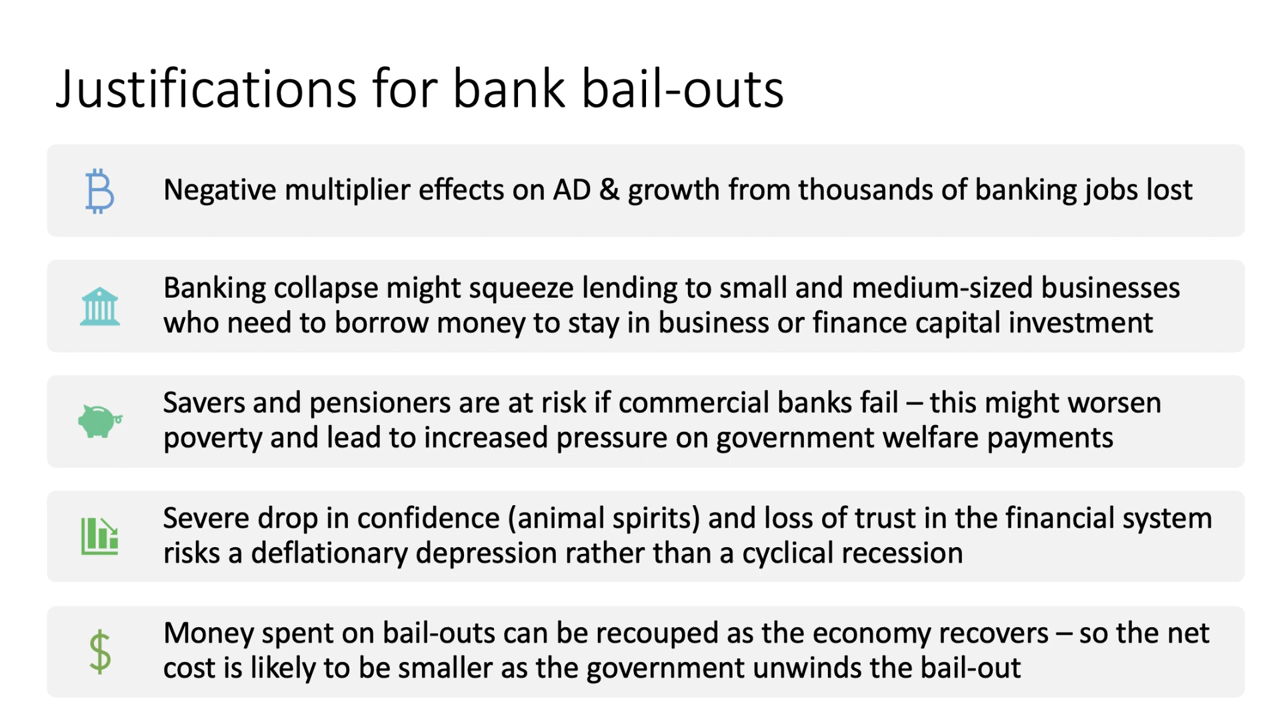 Justifications for bank bail-outs
Negative multiplier effects on AD & growth from thousands of banking jobs lost
Banking collapse might squeeze lending to small and medium-sized businesses
who need to borrow money to stay in business or finance capital investment
Savers and pensioners are at risk if commercial banks fail – this might worsen
poverty and lead to increased pressure on government welfare payments
Severe drop in confidence (animal spirits) and loss of trust in the financial system
risks a deflationary depression rather than a cyclical recession
Money spent on bail-outs can be recouped as the economy recovers – so the net
cost is likely to be smaller as the government unwinds the bail-out